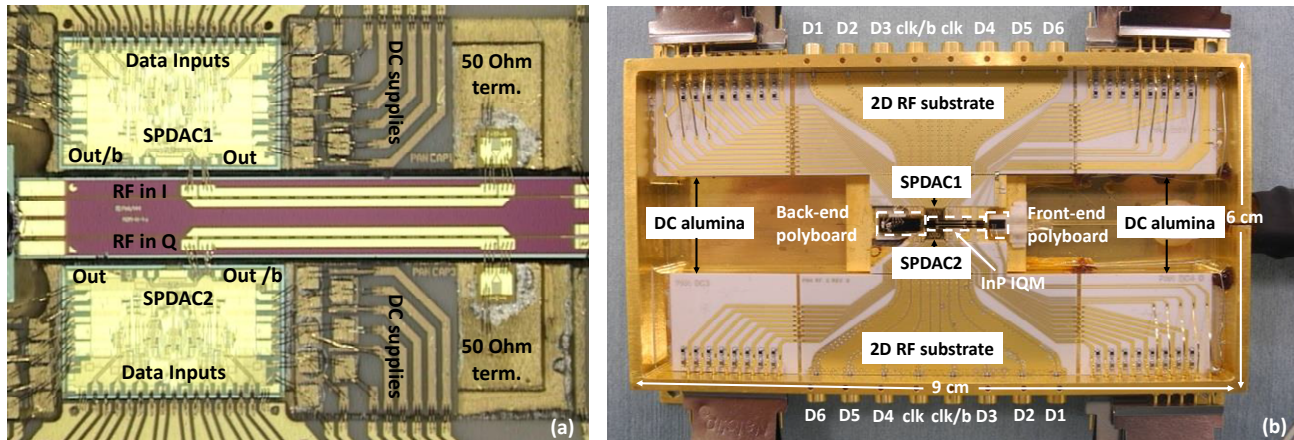 Data Inputs
SPDAC1
Out/b
Out
DC supplies
50 Ohm
term.
PAN CAP1
RF in I
RF in Q
Out
Out /b
SPDAC2
Data Inputs
DC supplies
50 Ohm
term.
(a)
D1 D2 D3 clk/b clk D4 D5 D6
2D RF substrate
SPDAC1
DC alumina
Back-end
polyboard
Front-end
polyboard
DC alumina
6 cm
SPDAC2
InP IQM
2D RF substrate
9 cm
D6 D5 D4 clk clk/b D3 D2 D1
(b)